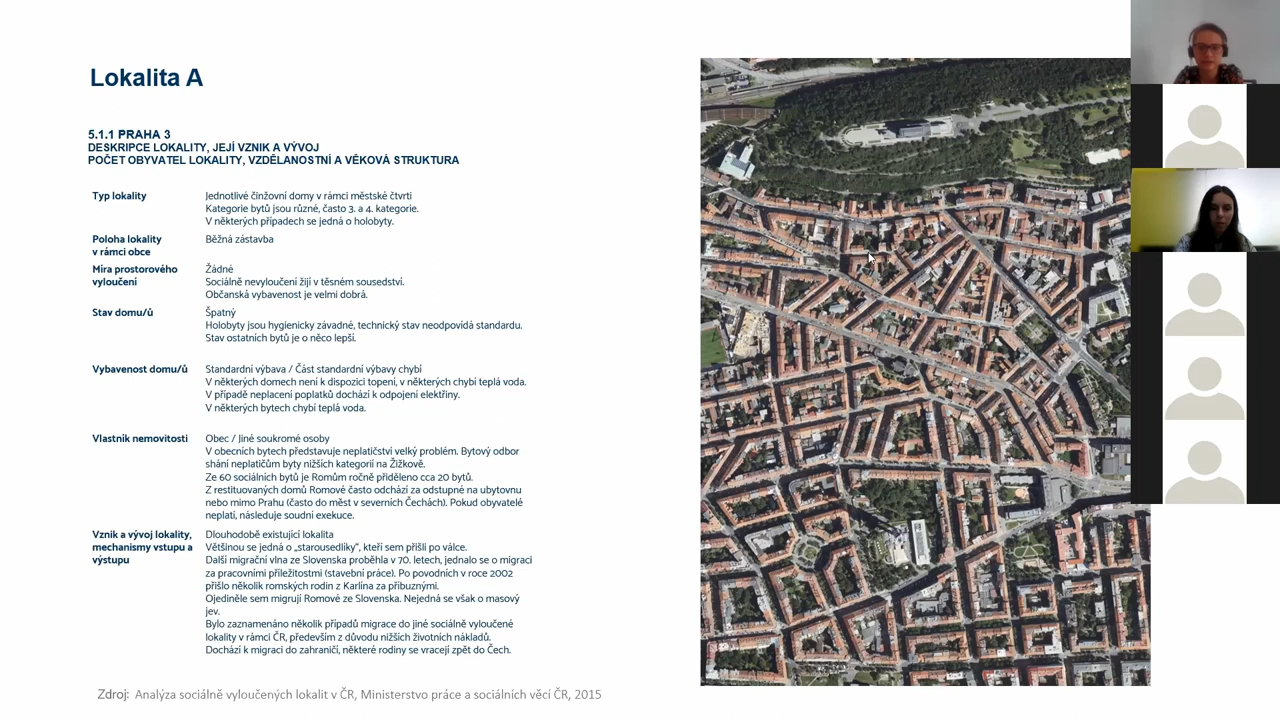 Lokalita A
5.1.1 PRAHA 3
DESKRIPCE LOKALITY, JEJÍ VZNIK A VÝVOJ
POČET OBYVATEL LOKALITY, VZDĚLANOSTNÍ A VĚKOVÁ STRUKTURA
Typ lokality
Jednotlivé činžovní domy v rámci městské čtvrti
Kategorie bytů jsou různé, často 3. a 4. kategorie.
V některých případech se jedná o holobyty.
Poloha lokality
v rámci obce
Běžná zástavba
Míra prostorového
vyloučení
Žádné
Sociálně nevyloučení žijí v těsném sousedství.
Občanská vybavenost je velmi dobrá.
Stav domu/ů
Špatný
Holobyty jsou hygienicky závadné, technický stav neodpovídá standardu.
Stav ostatních bytů je o něco lepší.
Vybavenost domu/ů
Standardní výbava / Část standardní výbavy chybí
V některých domech není k dispozici topení, v některých chybí teplá voda.
V případě neplacení poplatků dochází k odpojení elektřiny.
V některých bytech chybí teplá voda.
Vlastník nemovitosti
Obec / Jiné soukromé osoby
V obecních bytech představuje neplatičství velký problém. Bytový odbor
shání neplatičům byty nižších kategorií na Žižkově.
Ze 60 sociálních bytů je Romům ročně přiděleno cca 20 bytů.
Z restituovaných domů Romové často odchází za odstupné na ubytovnu
nebo mimo Prahu (často do měst v severních Čechách). Pokud obyvatelé
neplatí, následuje soudní exekuce.
Vznik a vývoj lokality,
mechanismy vstupu a
výstupu
Dlouhodobě existující lokalita
Většinou se jedná o „starousedlíky“, kteří sem přišli po válce.
Další migrační vlna ze Slovenska proběhla v 70. letech, jednalo se o migraci
za pracovními příležitostmi (stavební práce). Po povodních v roce 2002
přišlo několik romských rodin z Karlína za příbuznými.
Ojediněle sem migrují Romové ze Slovenska. Nejedná se však o masový
jev.
Bylo zaznamenáno několik případů migrace do jiné sociálně vyloučené
lokality v rámci ČR, především z důvodu nižších životních nákladů.
Dochází k migraci do zahraničí, některé rodiny se vracejí zpět do Čech.
Zdroj: Analýza sociálně vyloučených lokalit v ČR, Ministerstvo práce a sociálních věcí ČR, 2015